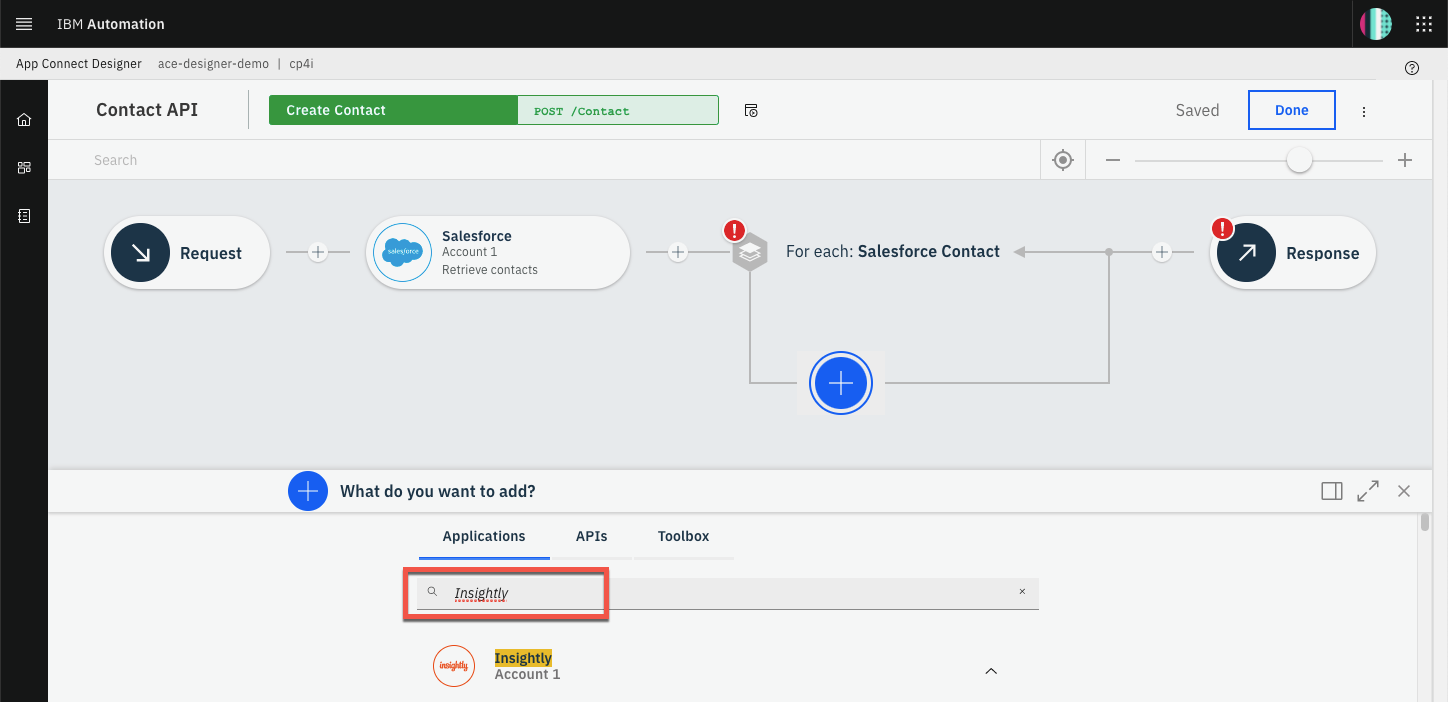 IBM Automation
App Connect Designer ace-designer-demo | cp4i
Contact API
Create Contact
POST /Contact
Saved
Done
Search
Request
salesforce
Salesforce
Account 1
Retrieve contacts
!
For each: Salesforce Contact
!
Response
What do you want to add?
Applications
APIs
Toolbox
Insightly
insightly
Insightly
Account 1